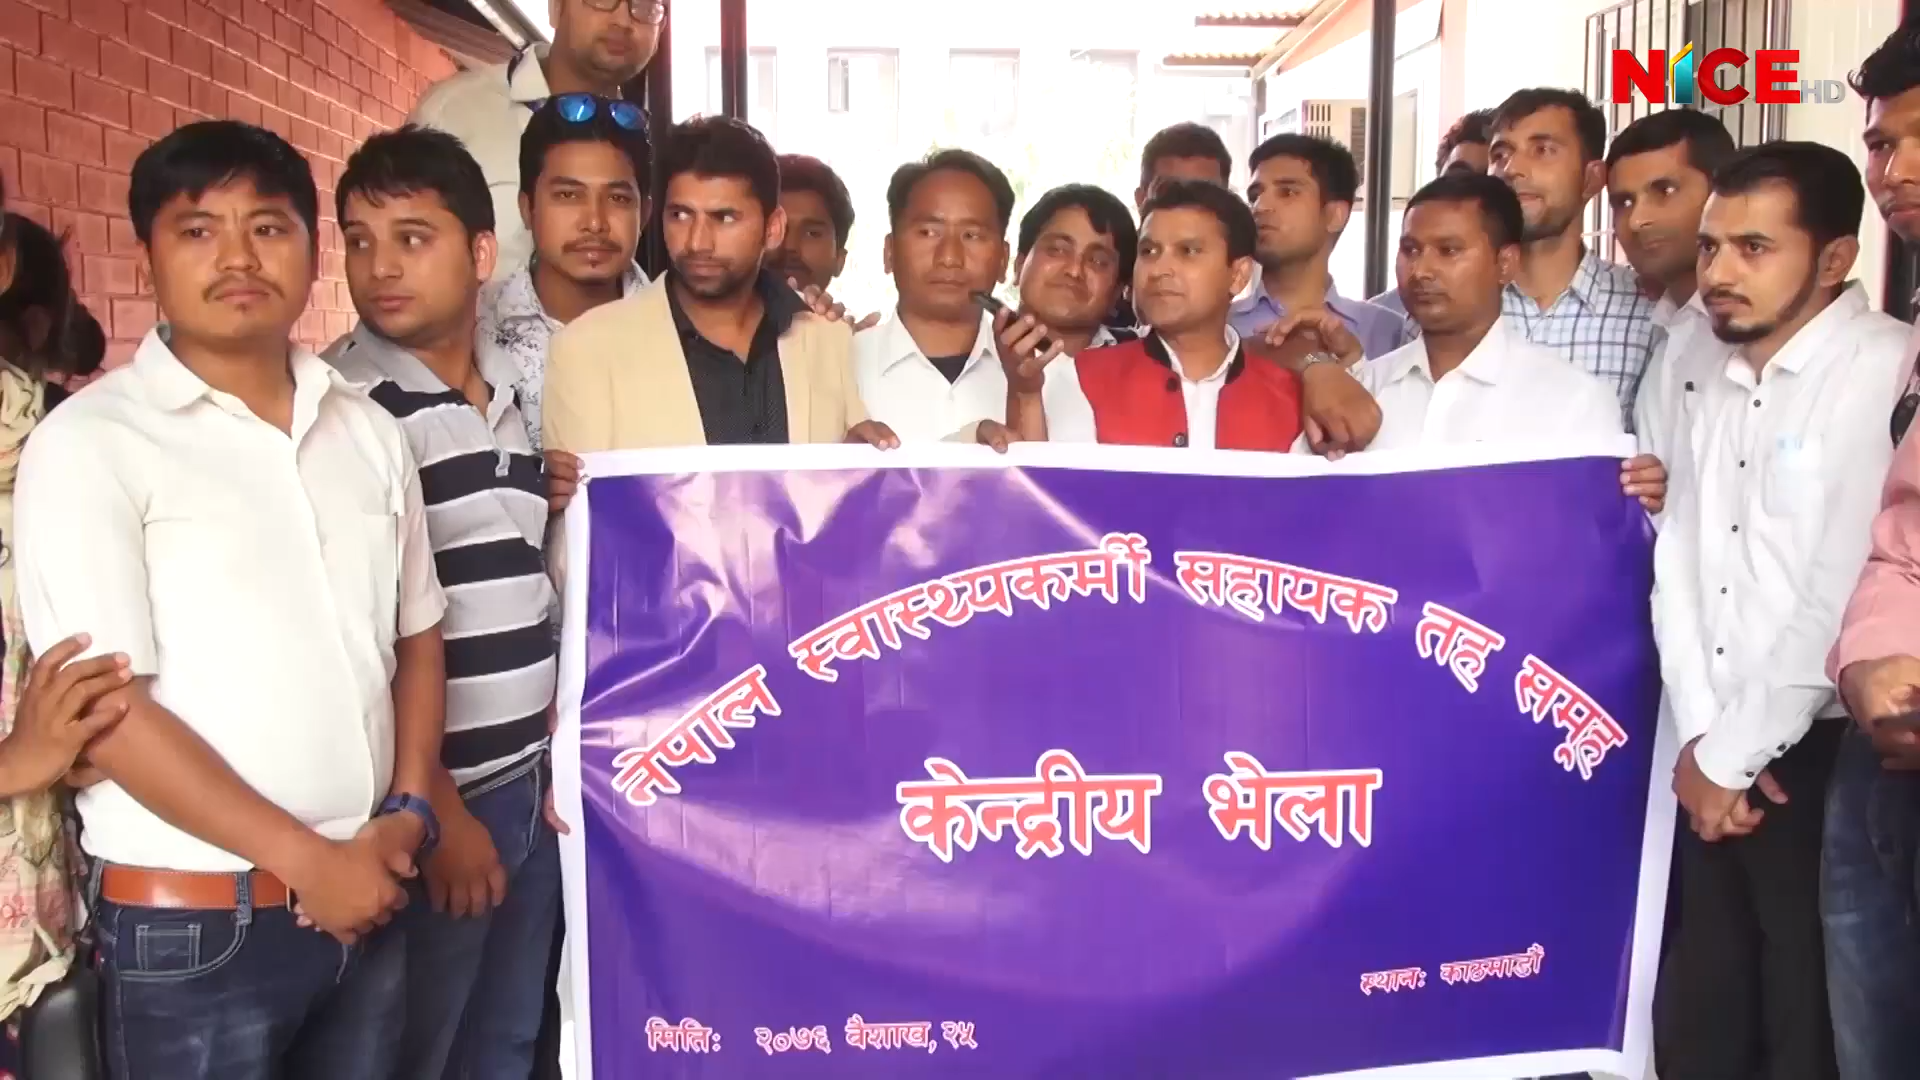 NICE HD
नेपाल स्वास्थ्यकर्मी सहायक तह समूह
केन्द्रीय भेला
स्थानः काठमाडौं
मितिः २०७६ वैशाख, २५